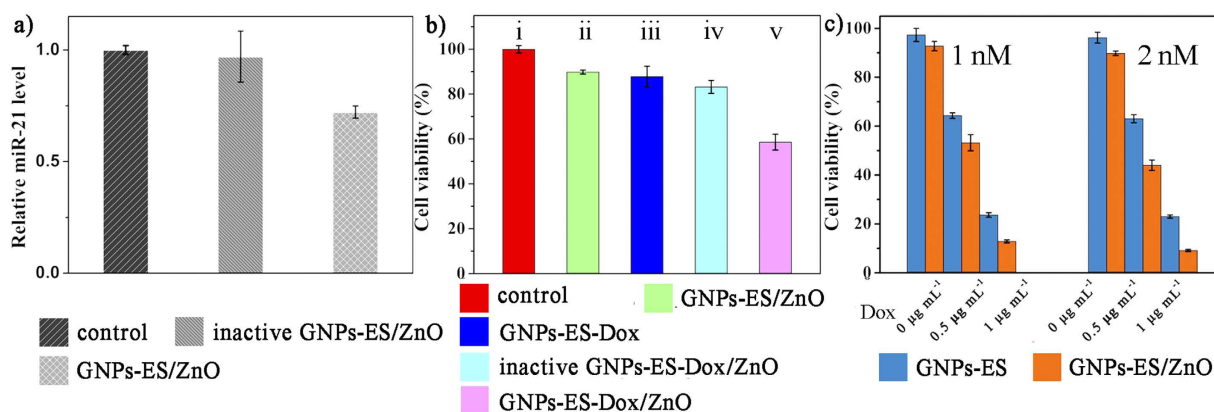 a)
Relative miR-21 level
1.0
0.5
0.0
control
inactive GNPs-ES/ZnO
GNPs-ES/ZnO
b)
i ii iii iv v
Cell viability (%)
100
80
60
40
20
0
control
GNPs-ES/ZnO
GNPs-ES-Dox
inactive GNPs-ES-Dox/ZnO
GNPs-ES-Dox/ZnO
c)
Cell viability (%)
100
80
60
40
20
0
1 nM
2 nM
Dox
0 µg mL⁻¹
0.5 µg mL⁻¹
1 µg mL⁻¹
0 µg mL⁻¹
0.5 µg mL⁻¹
1 µg mL⁻¹
GNPs-ES
GNPs-ES/ZnO